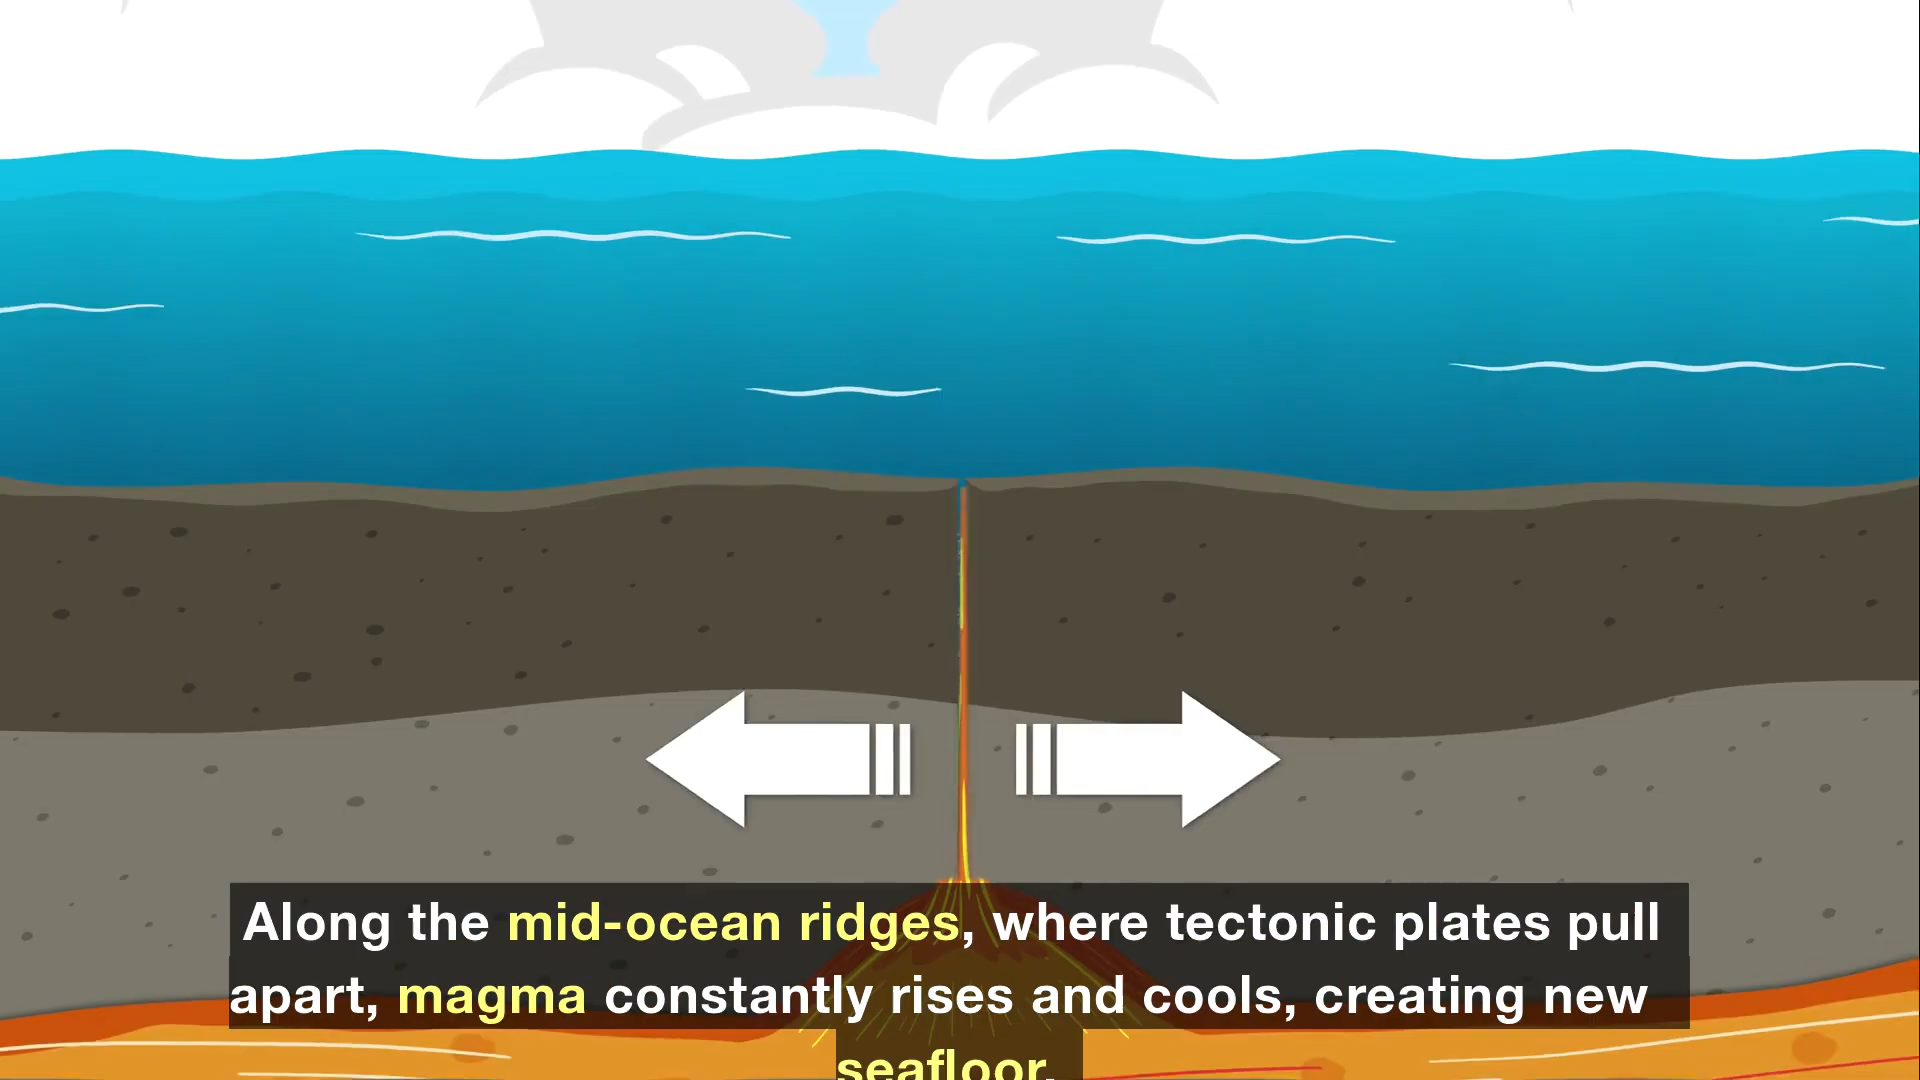 Along the mid-ocean ridges, where tectonic plates pull
apart, magma constantly rises and cools, creating new
seafloor.